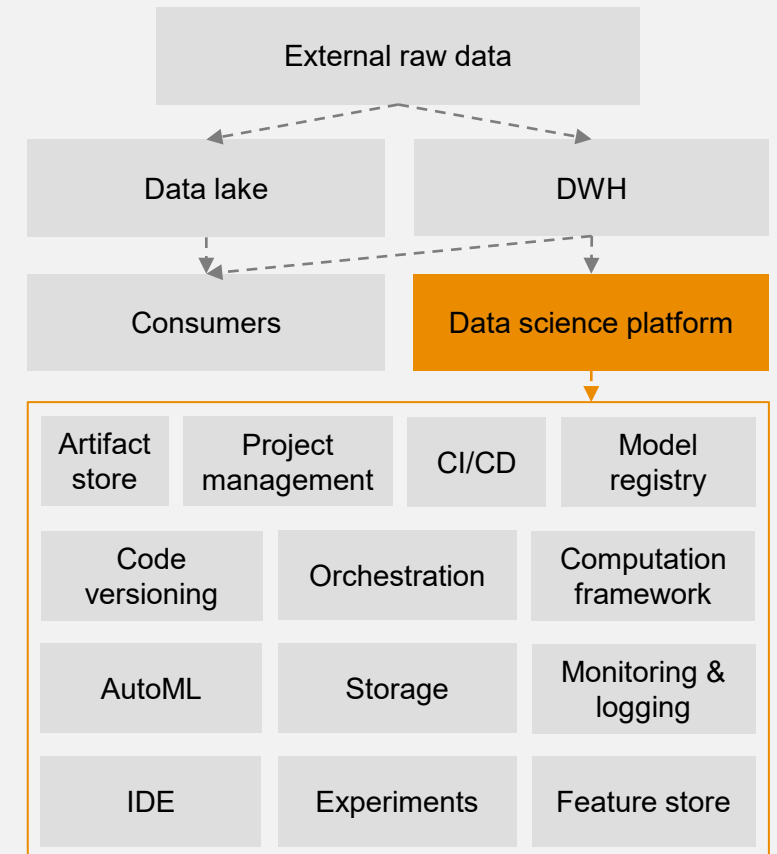 External raw data
Data lake
DWH
Consumers
Data science platform
Artifact
store
Project
management
CI/CD
Model
registry
Code
versioning
Orchestration
Computation
framework
AutoML
Storage
Monitoring &
logging
IDE
Experiments
Feature store